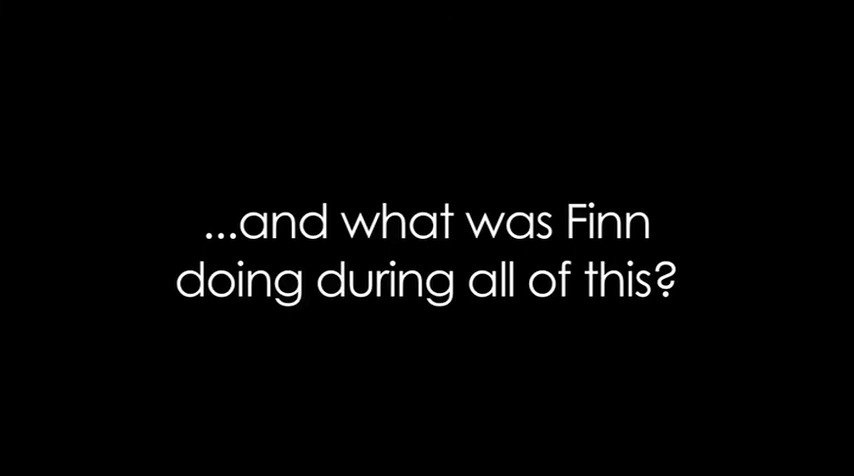 ...and what was Finn
doing during all of this?